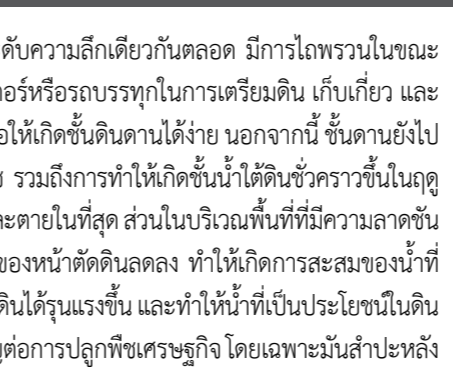 ดับความลึกเดียวกันตลอด มีการไถพรวนในขณะ
อร์หรือรถบรรทุกในการเตรียมดิน เก็บเกี่ยว และ
ให้เกิดชั้นดินดานได้ง่าย นอกจากนี้ ชั้นดานยังไป
รวมถึงการทำให้เกิดชั้นน้ำใต้ดินชั่วคราวขึ้นในฤดู
ะตายในที่สุด ส่วนในบริเวณพื้นที่ที่มีความลาดชัน
ของหน้าตัดดินลดลง ทำให้เกิดการสะสมของน้ำที่
ดินได้รุนแรงขึ้น และทำให้น้ำที่เป็นประโยชน์ในดิน
ต่อการปลูกพืชเศรษฐกิจ โดยเฉพาะมันสำปะหลัง